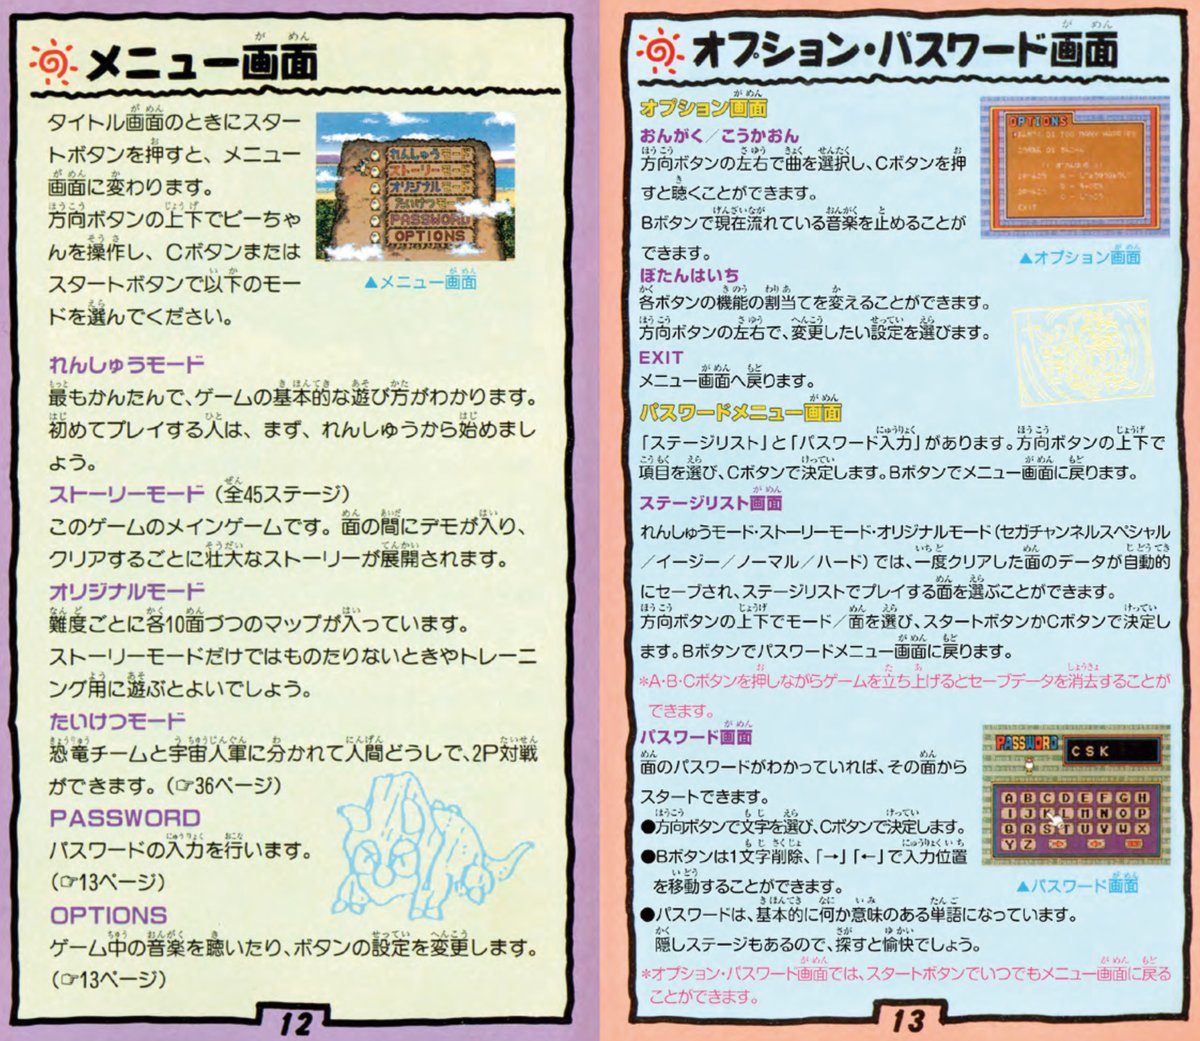 メニュー画面
タイトル画面のときにスター
トボタンを押すと、メニュー
画面に変わります。
方向ボタンの上下でピーちゃ
んを操作し、Cボタンまたは
スタートボタンで以下のモー
ドを選んでください。
れんしゅうモード
ストーリーモード
オリジナルモード
たいけつモード
PASSWORD
OPTIONS
▲メニュー画面
れんしゅうモード
最もかんたんで、ゲームの基本的な遊び方がわかります。
初めてプレイする人は、まず、れんしゅうから始めまし
ょう。
ストーリーモード（全45ステージ）
このゲームのメインゲームです。面の間にデモが入り、
クリアするごとに壮大なストーリーが展開されます。
オリジナルモード
難度ごとに各10面づつのマップが入っています。
ストーリーモードだけではものたりないときやトレーニ
ング用に遊ぶとよいでしょう。
たいけつモード
恐竜チームと宇宙人軍に分かれて人間どうしで、2P対戦
ができます。(☞36ページ)
PASSWORD
パスワードの入力を行います。
(☞13ページ)
OPTIONS
ゲーム中の音楽を聴いたり、ボタンの設定を変更します。
(☞13ページ)
12
オプション・パスワード画面
オプション画面
おんがく／こうかおん
方向ボタンの左右で曲を選択し、Cボタンを押
すと聴くことができます。
Bボタンで現在流れている音楽を止めることが
できます。
ぼたんはいち
各ボタンの機能の割当てを変えることができます。
方向ボタンの左右で、変更したい設定を選びます。
EXIT
メニュー画面へ戻ります。
OPTIONS
EXIT
▲オプション画面
パスワードメニュー画面
「ステージリスト」と「パスワード入力」があります。方向ボタンの上下で
項目を選び、Cボタンで決定します。Bボタンでメニュー画面に戻ります。
ステージリスト画面
れんしゅうモード・ストーリーモード・オリジナルモード（セガチャンネルスペシャル
／イージー／ノーマル／ハード）では、一度クリアした面のデータが自動的
にセーブされ、ステージリストでプレイする面を選ぶことができます。
方向ボタンの上下でモード／面を選び、スタートボタンかCボタンで決定し
ます。Bボタンでパスワードメニュー画面に戻ります。
*A・B・Cボタンを押しながらゲームを立ち上げるとセーブデータを消去することが
できます。
パスワード画面
面のパスワードがわかっていれば、その面から
スタートできます。
●方向ボタンで文字を選び、Cボタンで決定します。
●Bボタンは1文字削除、「→」「←」で入力位置
を移動することができます。
PASSWORD CSK
A B C D E F G H
I J K L M N O P
Q R S T U V W X
Y Z
▲パスワード画面
●パスワードは、基本的に何か意味のある単語になっています。
隠しステージもあるので、探すと愉快でしょう。
*オプション・パスワード画面では、スタートボタンでいつでもメニュー画面に戻る
ことができます。
13